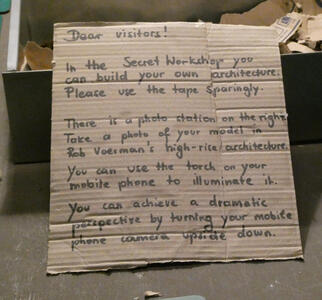 Dear visitors!
In the Secret Workshop you
can build your own architecture.
Please use the tape sparingly.
There is a photo station on the right.
Take a photo of your model in
Rob Voerman's high-rise architecture.
You can use the torch on your
mobile phone to illuminate it.
You can achieve a dramatic
perspective by turning your mobile
phone camera upside down.